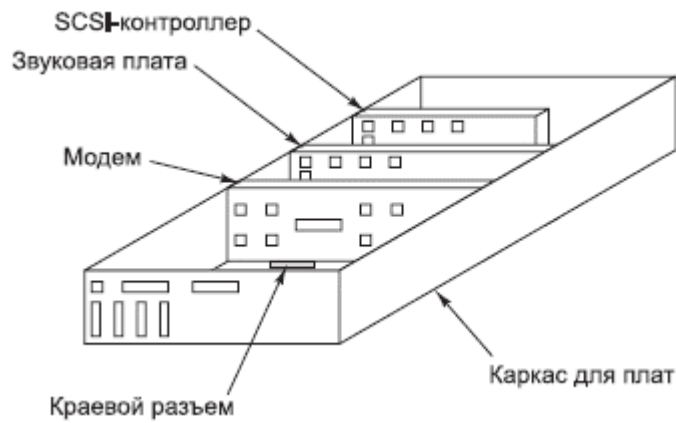 SCSI-контроллер
Звуковая плата
Модем
Каркас для плат
Краевой разъем